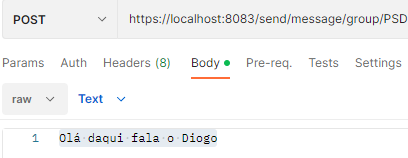 POST https://localhost:8083/send/message/group/PSD
Params Auth Headers (8) Body Pre-req. Tests Settings
raw Text
1 Olá daqui fala o Diogo